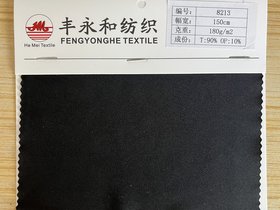 丰永和纺织
FENGYONGHE TEXTILE
Ha Mei Textile
编号: 8213
幅宽: 150cm
克重: 180g/m2
成份: T:90% OP:10%